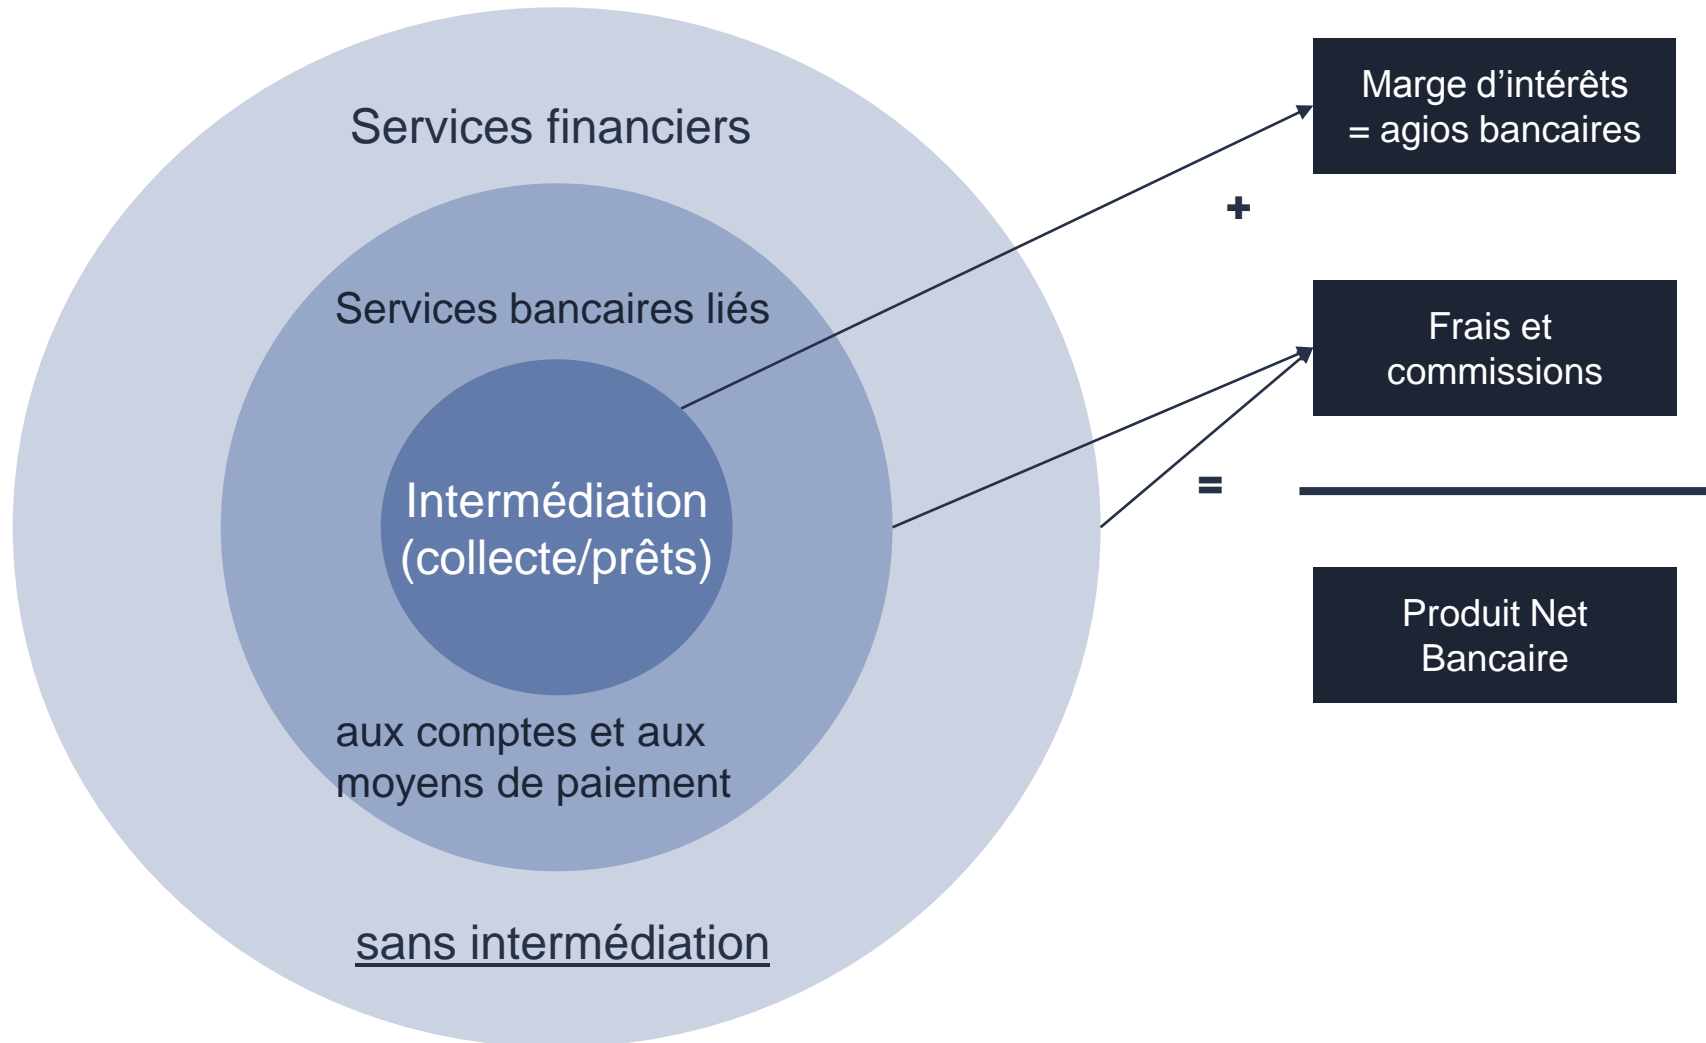 Services financiers
Services bancaires liés
Intermédiation
(collecte/prêts)
aux comptes et aux
moyens de paiement
sans intermédiation
Marge d’intérêts
= agios bancaires
+
Frais et
commissions
=
Produit Net
Bancaire